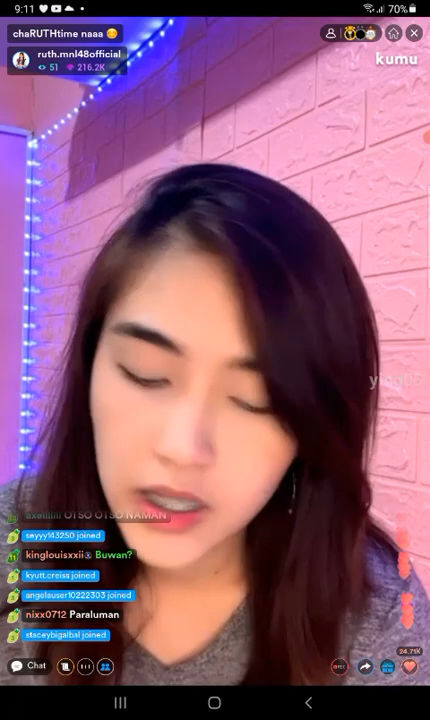 9:11
70%
chaRUTHtime naaa
ruth.mnl48official
51 216.2K
kumu
OTSO OTSO NAMAN
seyyy143250 joined
kinglouisxxii Buwan?
kyutt.creiss joined
angelauser10222303 joined
nixx0712 Paraluman
staceybigalbal joined
24.71K
Chat